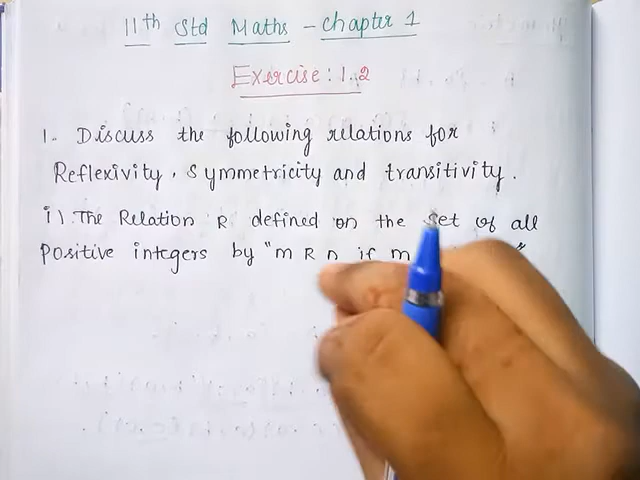 11th Std Maths - chapter 1
Exercise: 1.2
1. Discuss the following relations for
Reflexivity, Symmetricity and transitivity.
i) The Relation R defined on the set of all
Positive integers by "m R n if m "